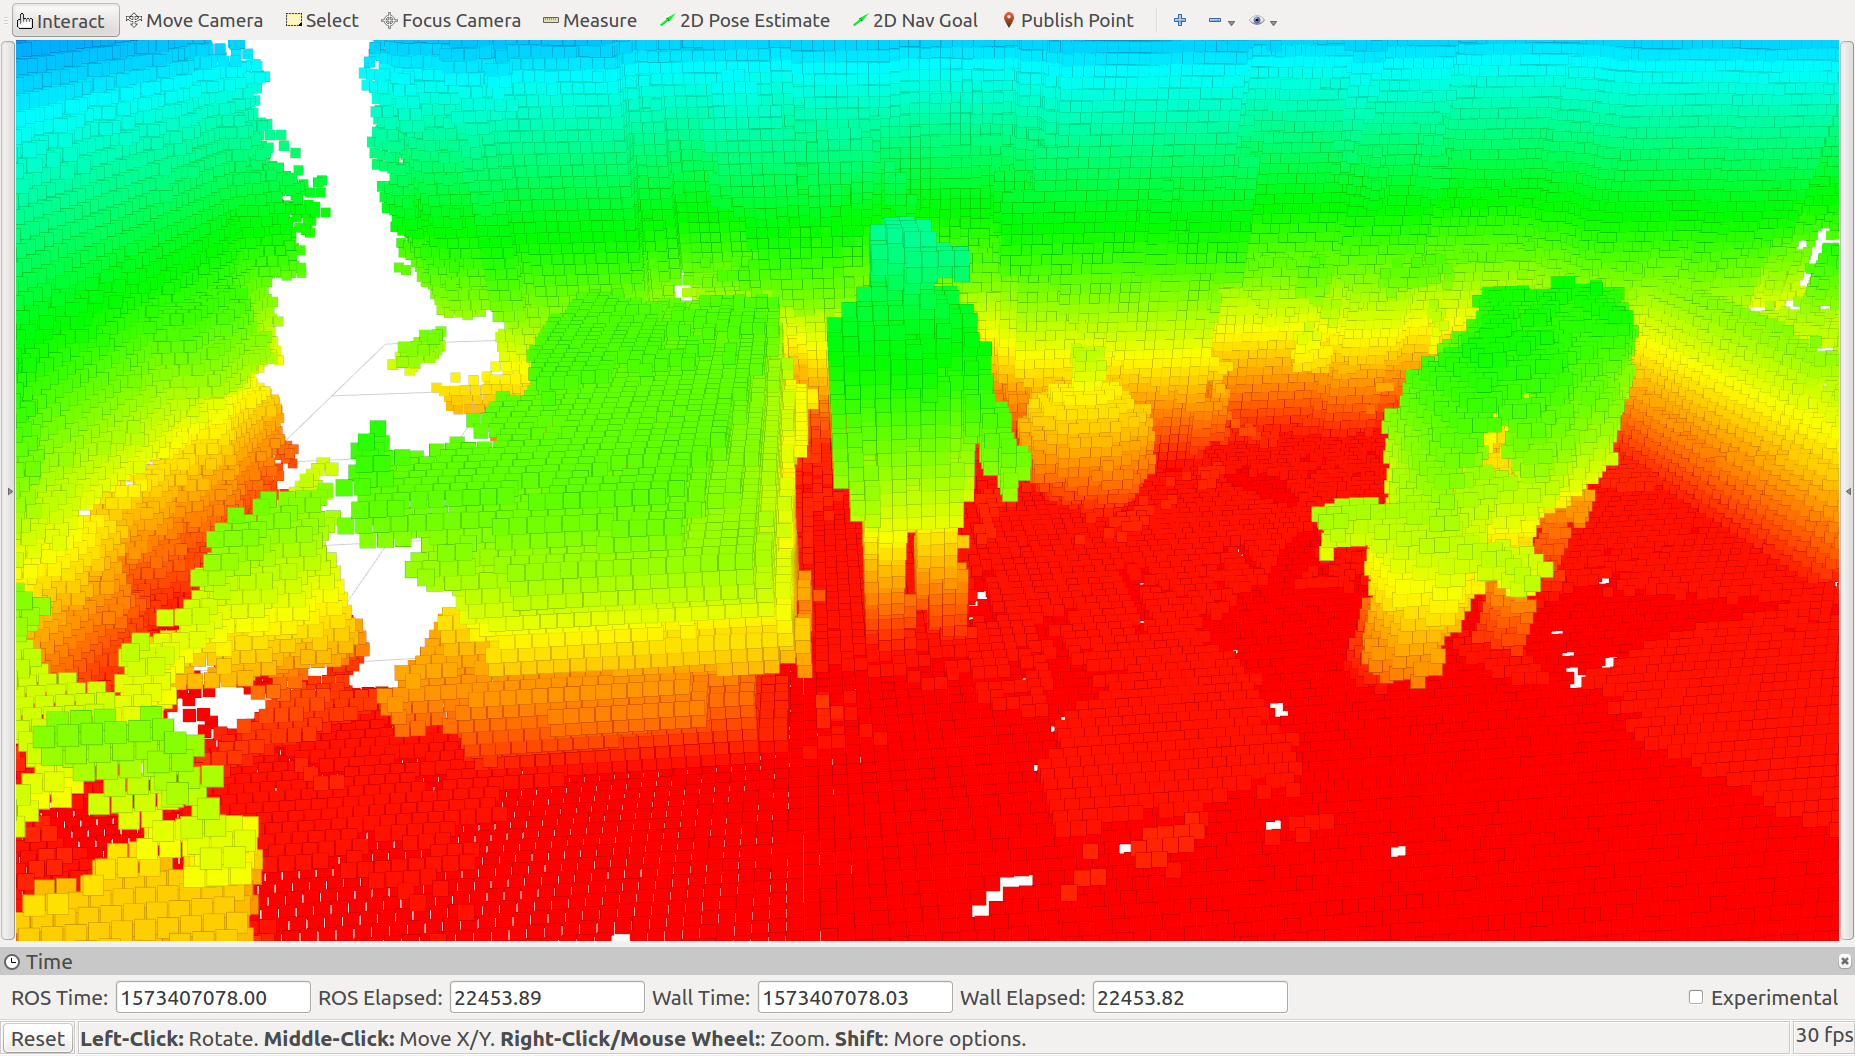 Interact Move Camera Select Focus Camera Measure 2D Pose Estimate 2D Nav Goal Publish Point
Time
ROS Time: 1573407078.00 ROS Elapsed: 22453.89 Wall Time: 1573407078.03 Wall Elapsed: 22453.82 Experimental
Reset Left-Click: Rotate. Middle-Click: Move X/Y. Right-Click/Mouse Wheel:: Zoom. Shift: More options. 30 fps